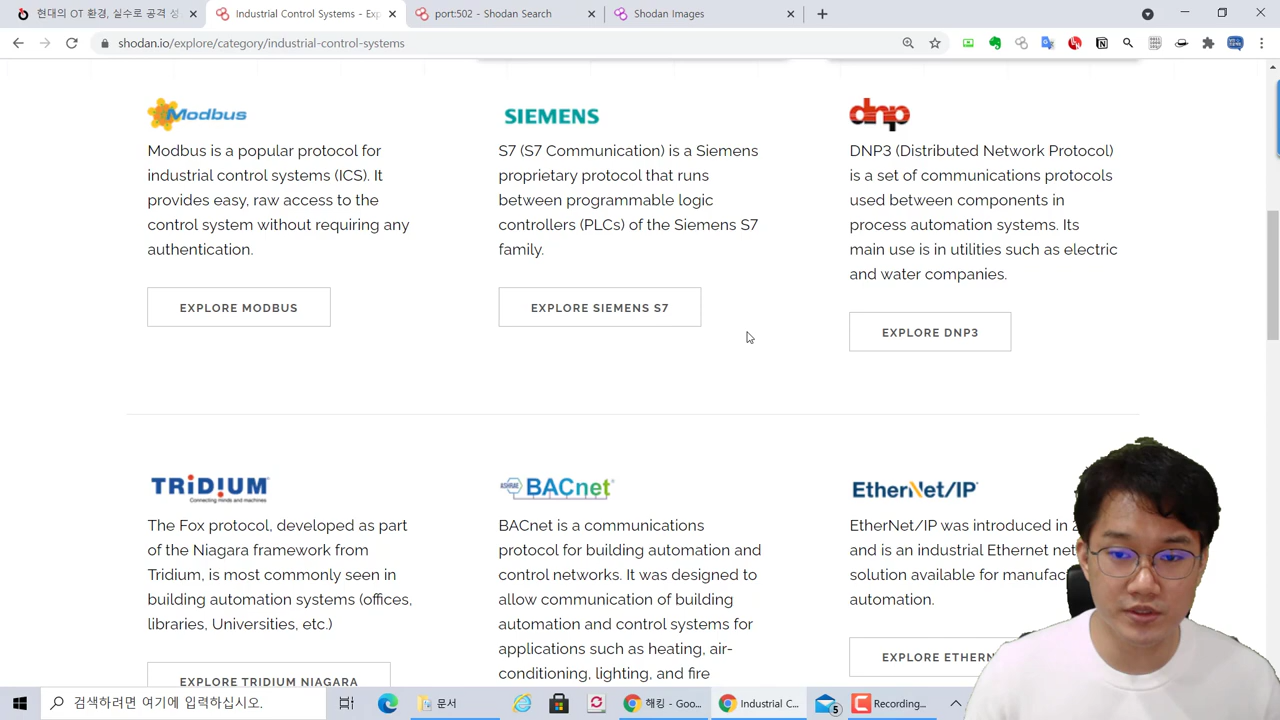 현대의 OT 환경, 실수로 공격 성
Industrial Control Systems - Exp
port:502 - Shodan Search
Shodan Images
shodan.io/explore/category/industrial-control-systems
Modbus
SIEMENS
dnp
Modbus is a popular protocol for
industrial control systems (ICS). It
provides easy, raw access to the
control system without requiring any
authentication.
EXPLORE MODBUS
S7 (S7 Communication) is a Siemens
proprietary protocol that runs
between programmable logic
controllers (PLCs) of the Siemens S7
family.
EXPLORE SIEMENS S7
DNP3 (Distributed Network Protocol)
is a set of communications protocols
used between components in
process automation systems. Its
main use is in utilities such as electric
and water companies.
EXPLORE DNP3
TRIDIUM
Connecting minds and machines
The Fox protocol, developed as part
of the Niagara framework from
Tridium, is most commonly seen in
building automation systems (offices,
libraries, Universities, etc.)
EXPLORE TRIDIUM NIAGARA
ASHRAE BACnet
BACnet is a communications
protocol for building automation and
control networks. It was designed to
allow communication of building
automation and control systems for
applications such as heating, air-
conditioning, lighting, and fire
EtherNet/IP
EtherNet/IP was introduced in 2
and is an industrial Ethernet net
solution available for manufac
automation.
EXPLORE ETHERN
검색하려면 여기에 입력하십시오.
문서
해킹 - Goo...
Industrial C...
5
Recording...